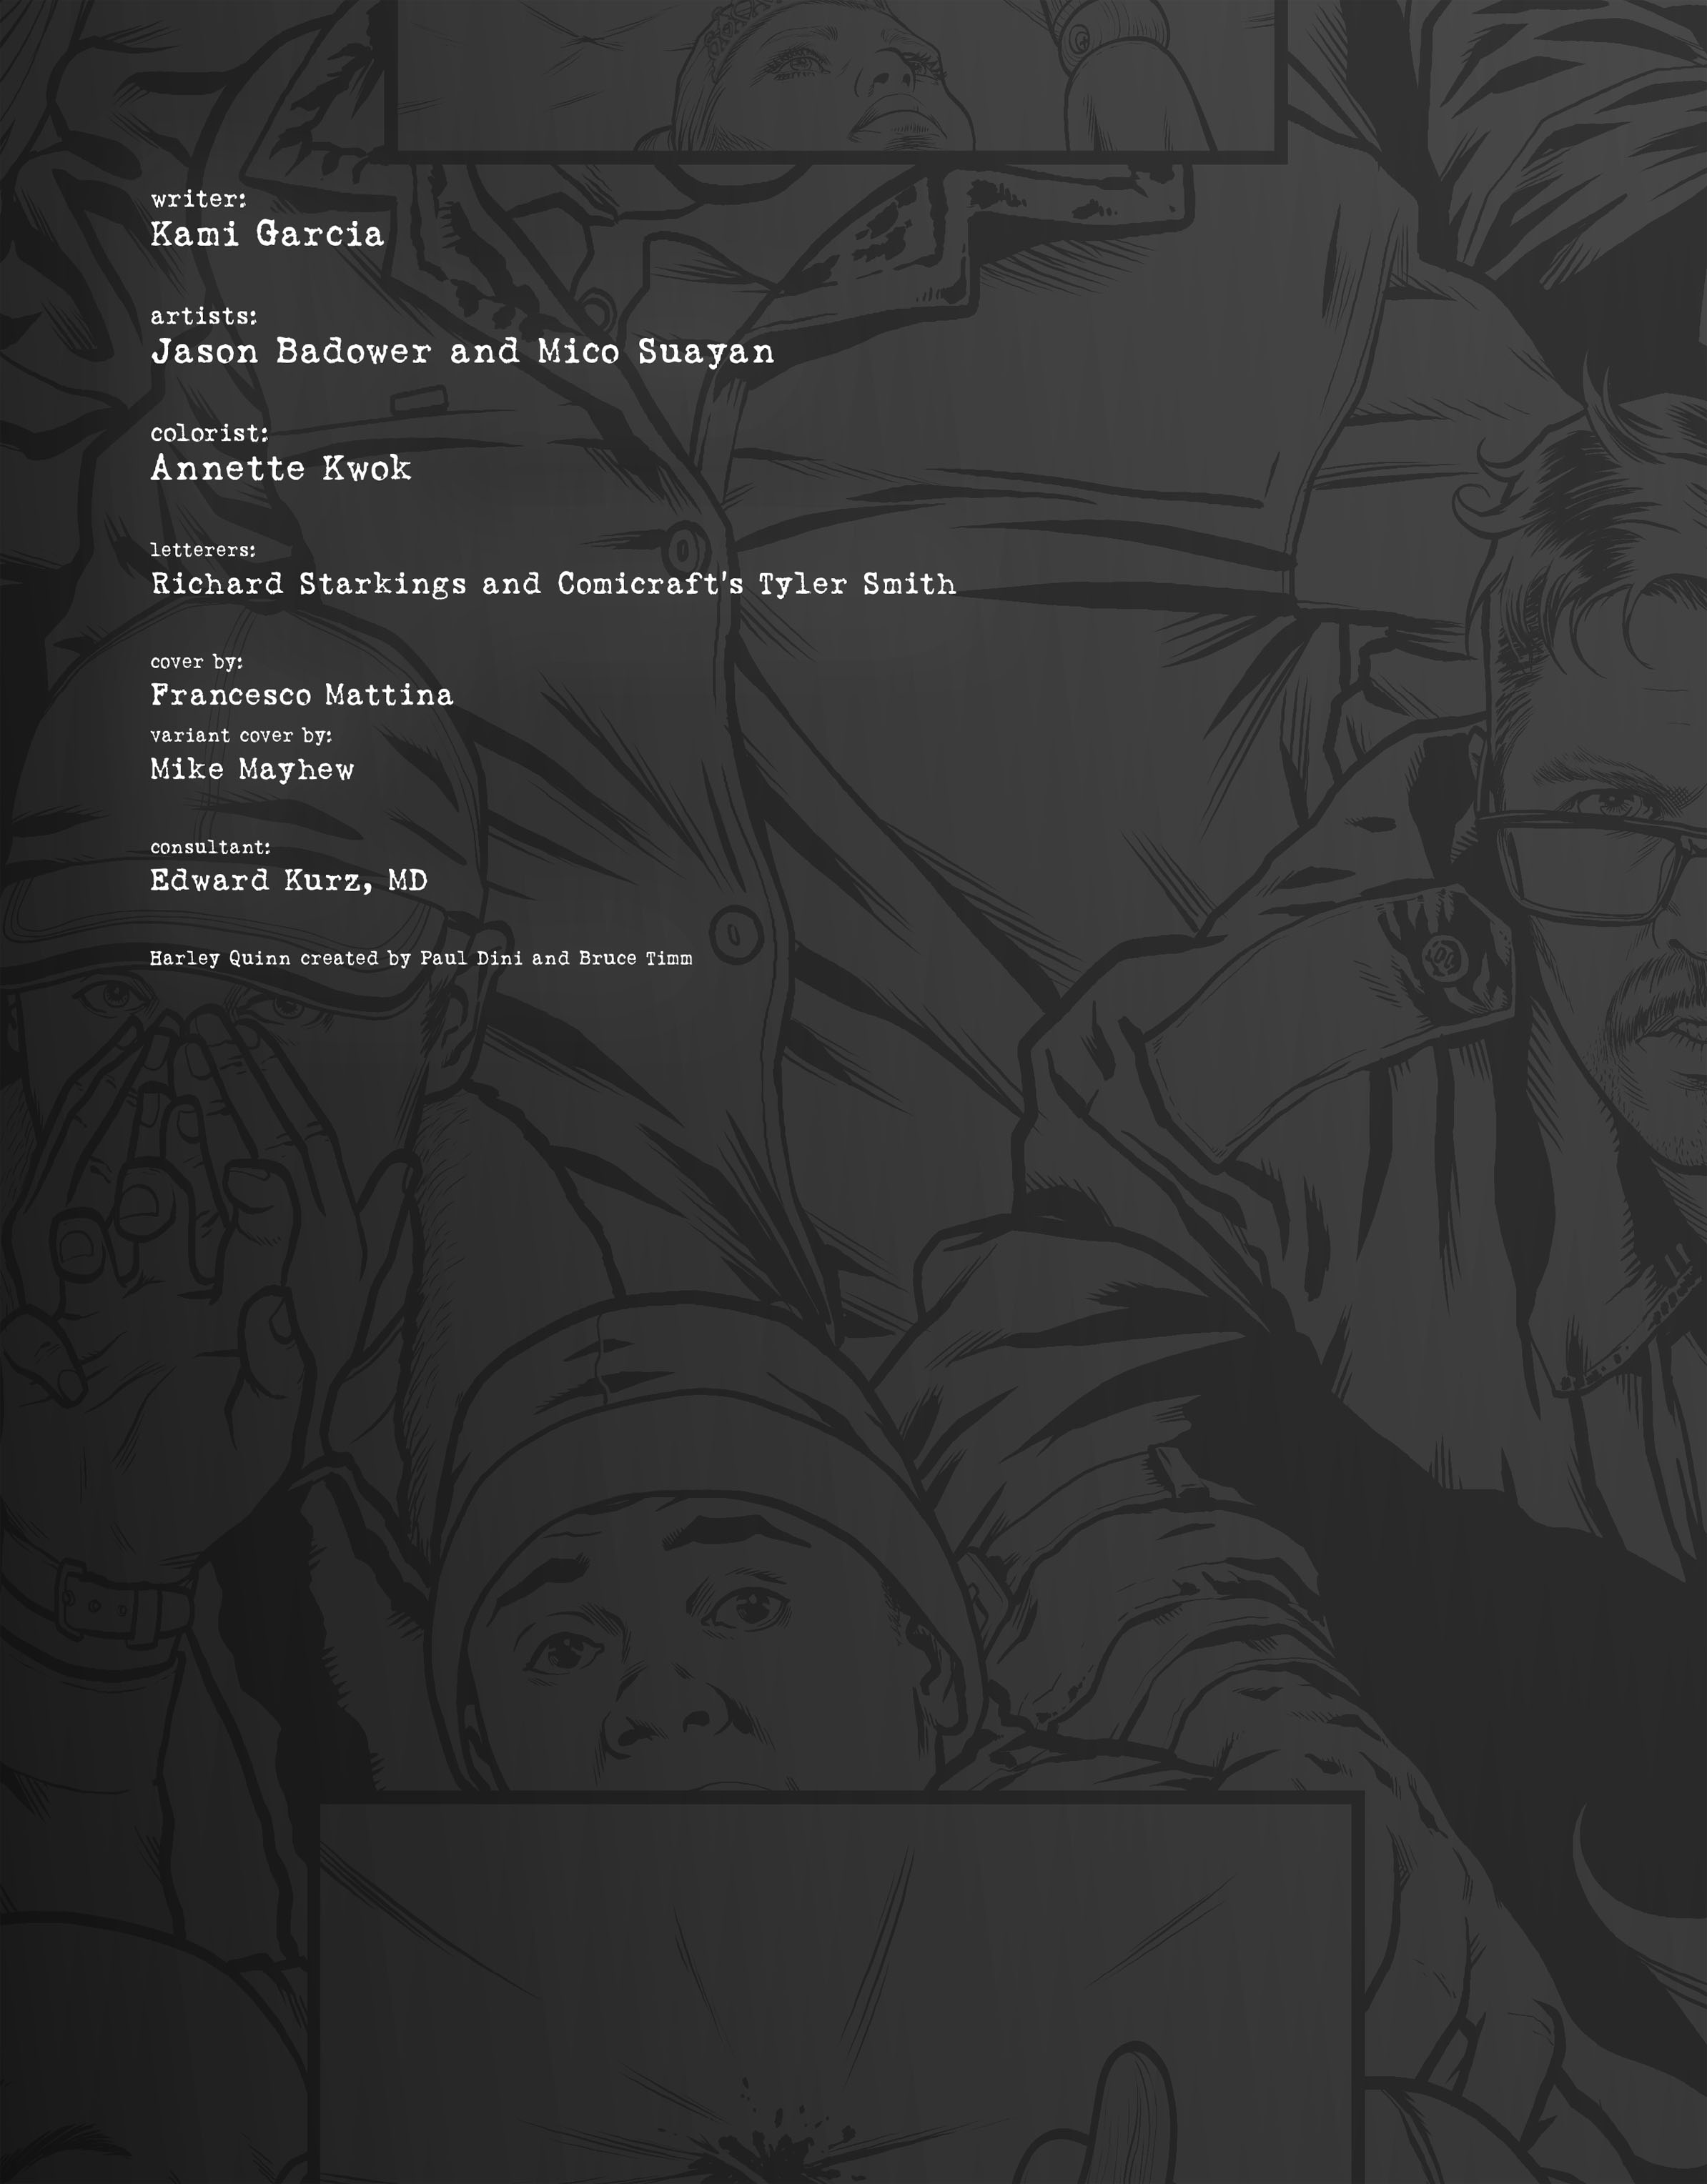 writer:
Kami Garcia
artists:
Jason Badower and Mico Suayan
colorist:
Annette Kwok
letterers:
Richard Starkings and Comicraft's Tyler Smith
cover by:
Francesco Mattina
variant cover by:
Mike Mayhew
consultant:
Edward Kurz, MD
Harley Quinn created by Paul Dini and Bruce Timm